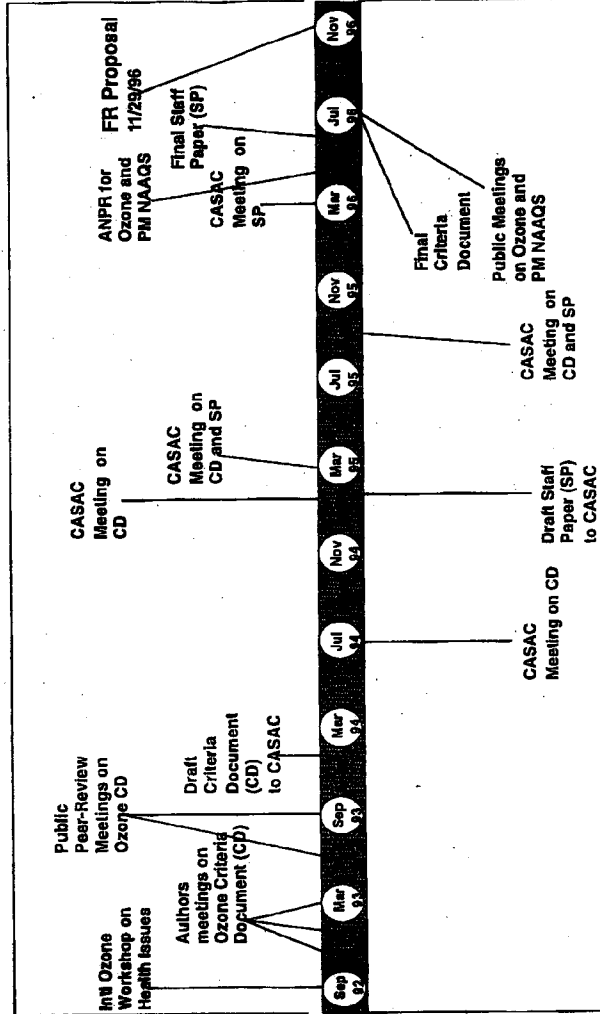 Int'l Ozone
Workshop on
Health Issues
Authors
meetings on
Ozone Criteria
Document (CD)
Public
Peer-Review
Meetings on
Ozone CD
Draft
Criteria
Document
(CD)
to CASAC
CASAC
Meeting on
CD
CASAC
Meeting on
CD and SP
ANPR for
Ozone and
PM NAAQS
CASAC
Meeting on
SP
Final Staff
Paper (SP)
FR Proposal
11/29/96
Sep
92
Mar
93
Sep
93
Mar
94
Jul
94
Nov
94
Mar
95
Jul
95
Nov
95
Mar
96
Jul
96
Nov
96
CASAC
Meeting on CD
Draft Staff
Paper (SP)
to CASAC
CASAC
Meeting on
CD and SP
Final
Criteria
Document
Public Meetings
on Ozone and
PM NAAQS